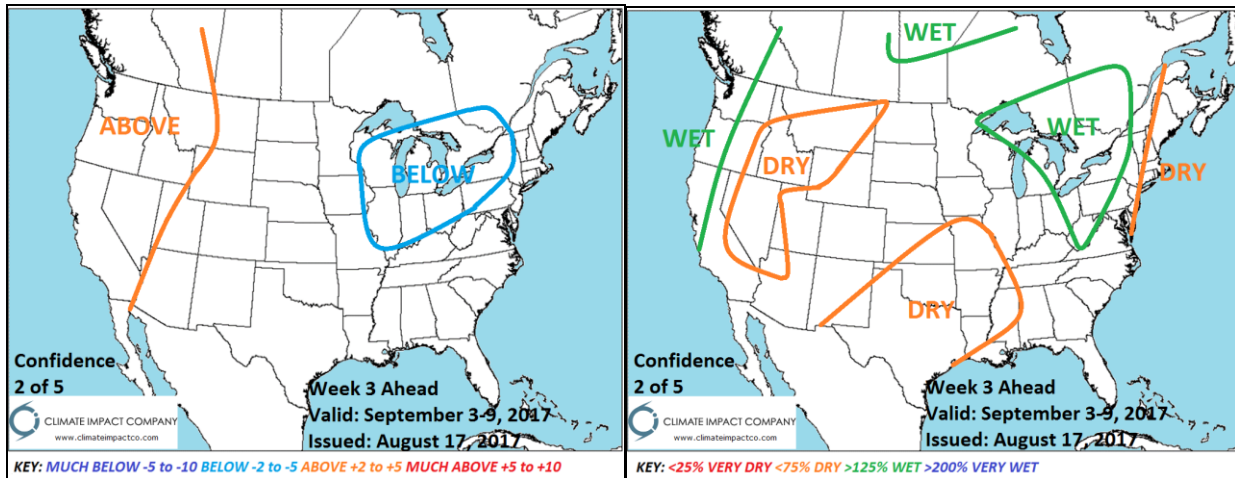 ABOVE
BELOW
Confidence
2 of 5
CLIMATE IMPACT COMPANY
www.climateimpactco.com
Week 3 Ahead
Valid: September 3-9, 2017
Issued: August 17, 2017
KEY: MUCH BELOW -5 to -10 BELOW -2 to -5 ABOVE +2 to +5 MUCH ABOVE +5 to +10
WET
WET
WET
DRY
DRY
DRY
Confidence
2 of 5
CLIMATE IMPACT COMPANY
www.climateimpactco.com
Week 3 Ahead
Valid: September 3-9, 2017
Issued: August 17, 2017
KEY: <25% VERY DRY <75% DRY >125% WET >200% VERY WET